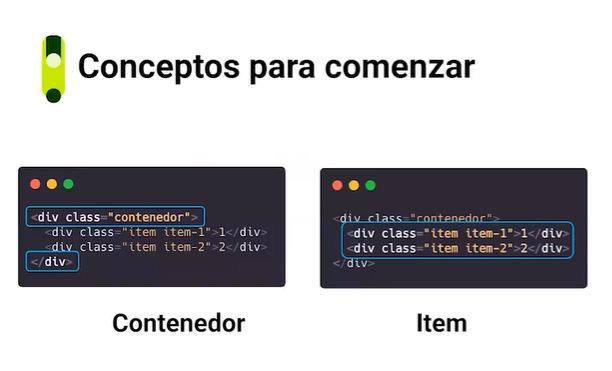 Conceptos para comenzar
<div class="contenedor">
<div class="item item-1">1</div>
<div class="item item-2">2</div>
</div>
Contenedor
<div class="contenedor">
<div class="item item-1">1</div>
<div class="item item-2">2</div>
</div>
Item